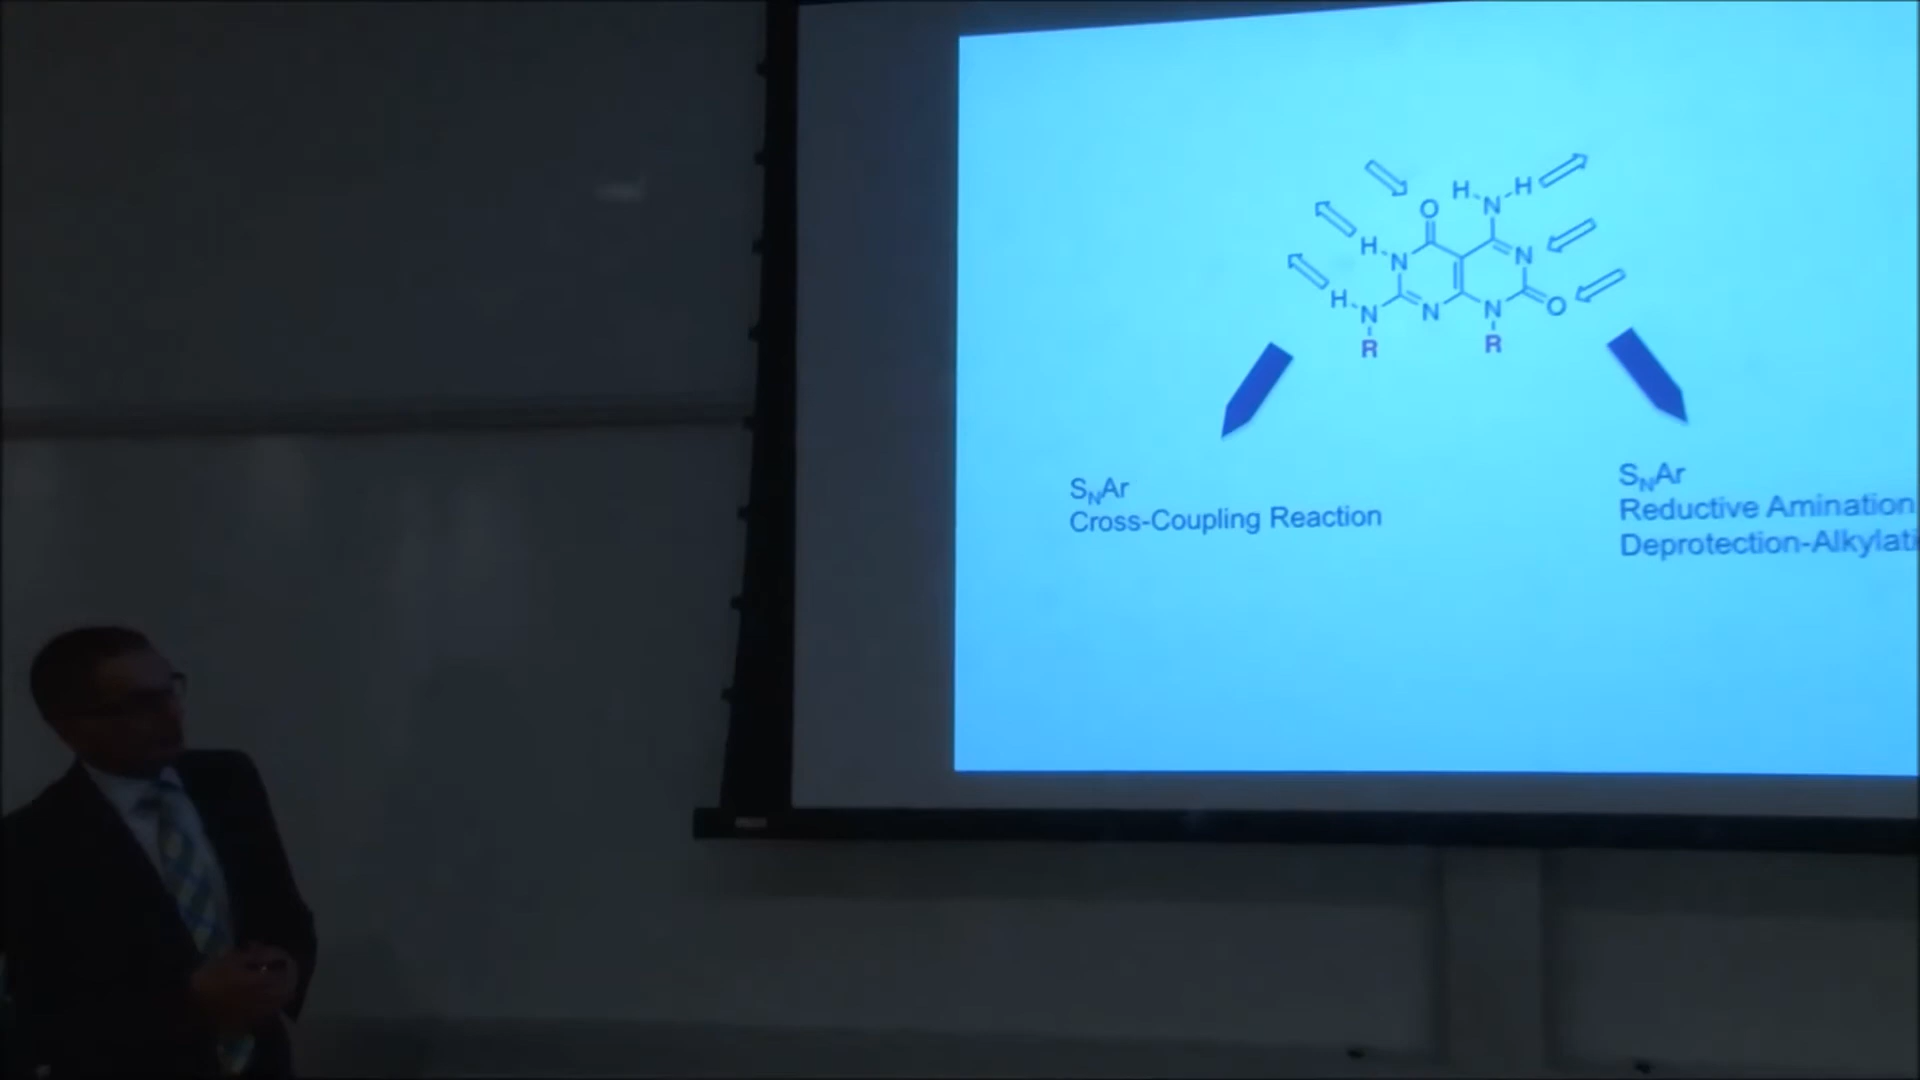 H H
O N
H
N N
H
N N N O
R R
S_NAr
Cross-Coupling Reaction
S_NAr
Reductive Amination
Deprotection-Alkylati